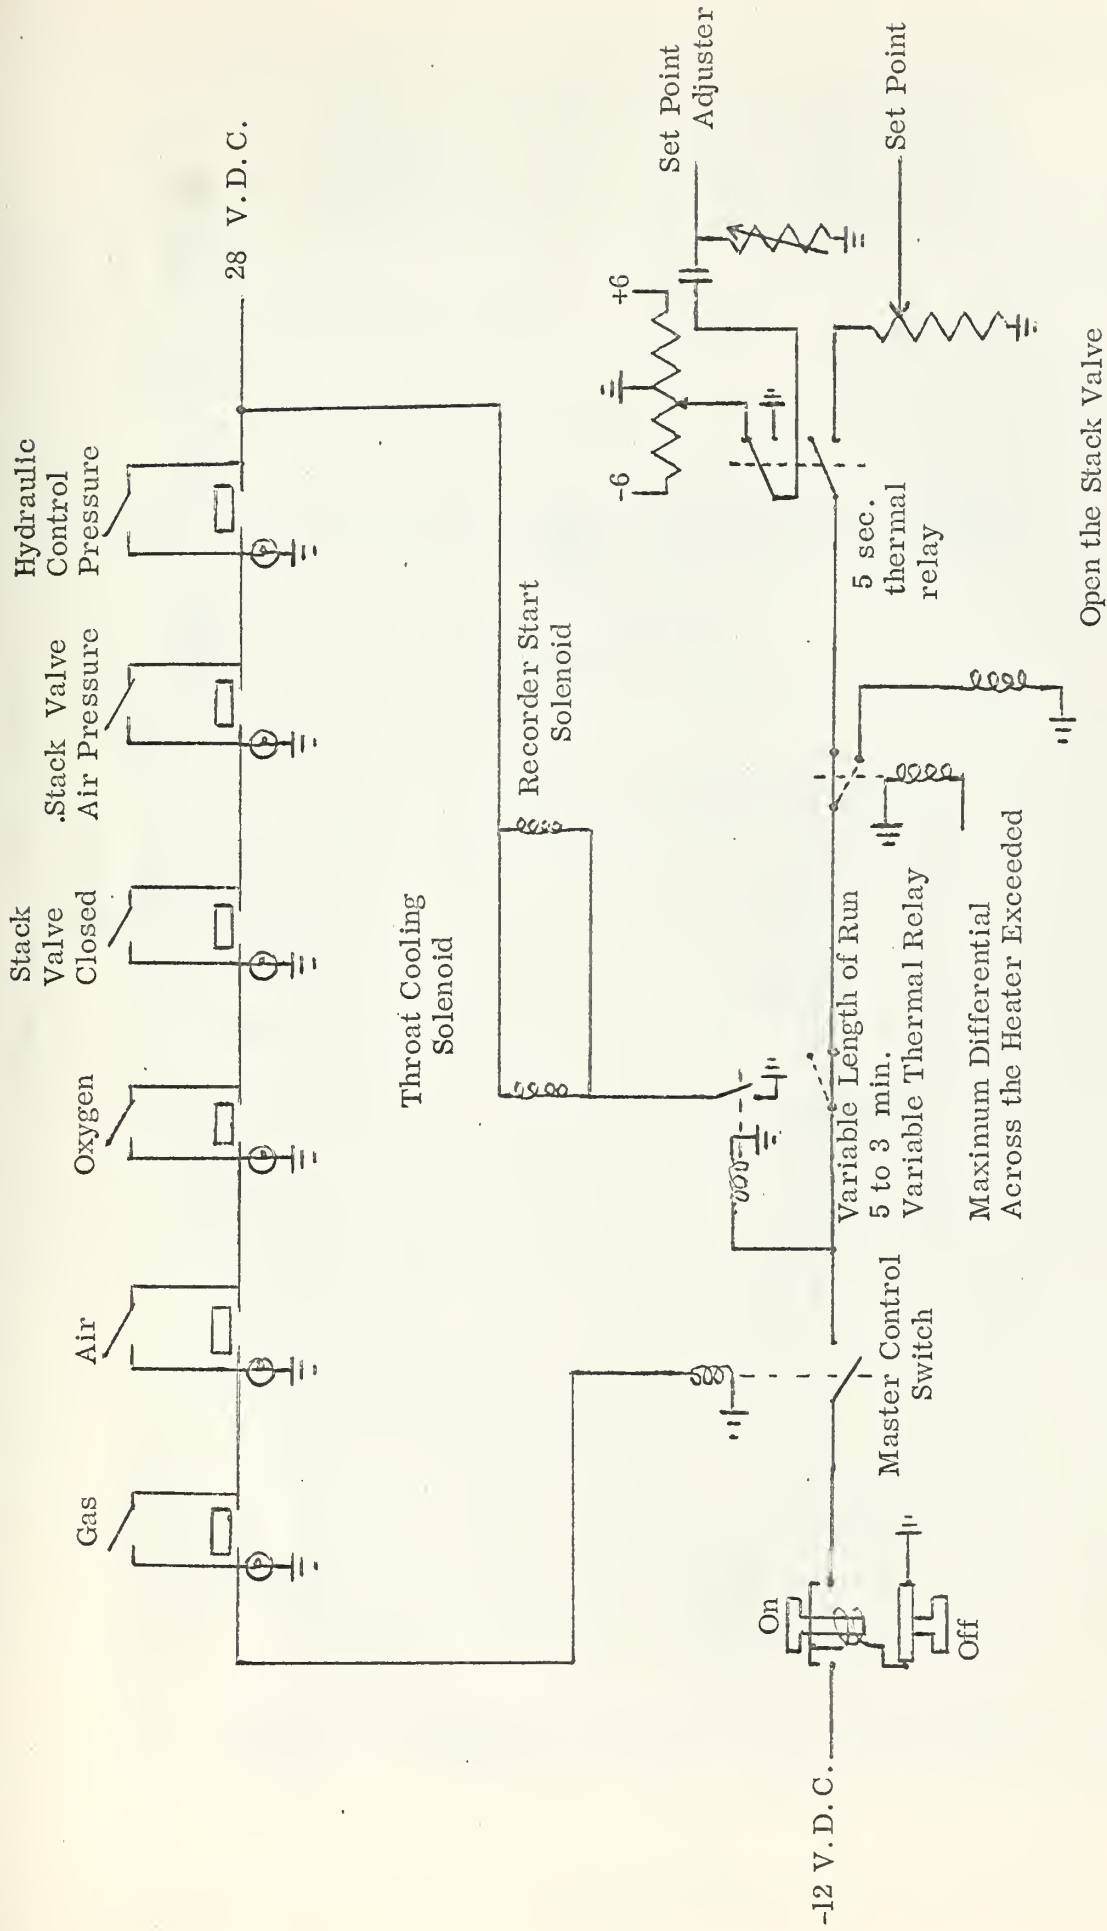 Gas
Air
Oxygen
Stack
Valve
Closed
.Stack Valve
Air Pressure
Hydraulic
Control
Pressure
28 V.D.C.
Throat Cooling
Solenoid
Recorder Start
Solenoid
-6
+6
Set Point
Adjuster
Set Point
5 sec.
thermal
relay
-12 V.D.C.
On
Off
Master Control
Switch
Variable Length of Run
5 to 3 min.
Variable Thermal Relay
Maximum Differential
Across the Heater Exceeded
Open the Stack Valve